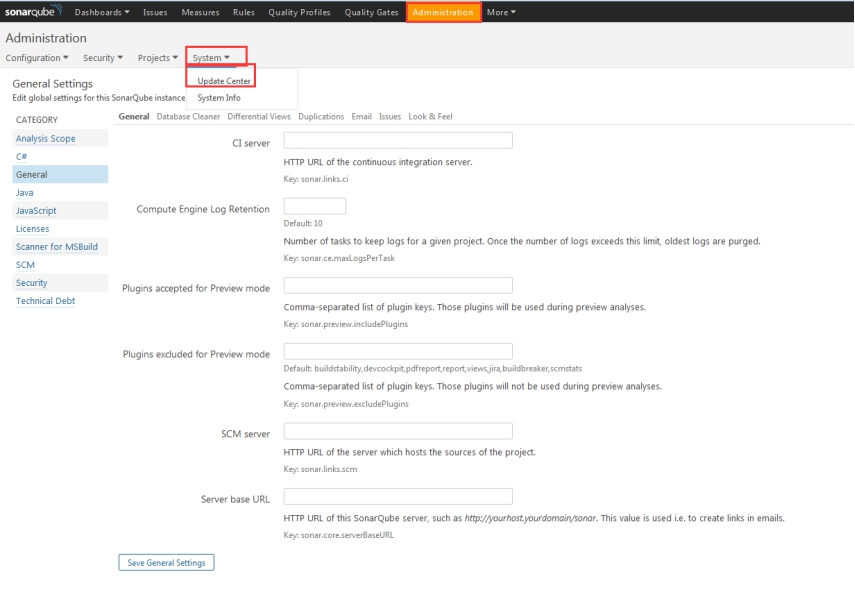 sonarqube Dashboards Issues Measures Rules Quality Profiles Quality Gates Administration More
Administration
Configuration Security Projects System
Update Center
System Info
General Settings
Edit global settings for this SonarQube instance
CATEGORY
Analysis Scope
C#
General
Java
JavaScript
Licenses
Scanner for MSBuild
SCM
Security
Technical Debt
General Database Cleaner Differential Views Duplications Email Issues Look & Feel
CI server
HTTP URL of the continuous integration server.
Key: sonar.links.ci
Compute Engine Log Retention
Default: 10
Number of tasks to keep logs for a given project. Once the number of logs exceeds this limit, oldest logs are purged.
Key: sonar.ce.maxLogsPerTask
Plugins accepted for Preview mode
Comma-separated list of plugin keys. Those plugins will be used during preview analyses.
Key: sonar.preview.includePlugins
Plugins excluded for Preview mode
Default: buildstability,devcockpit,pdfreport,report,views,jira,buildbreaker,scmstats
Comma-separated list of plugin keys. Those plugins will not be used during preview analyses.
Key: sonar.preview.excludePlugins
SCM server
HTTP URL of the server which hosts the sources of the project.
Key: sonar.links.scm
Server base URL
HTTP URL of this SonarQube server, such as http://yourhost.yourdomain/sonar. This value is used i.e. to create links in emails.
Key: sonar.core.serverBaseURL
Save General Settings